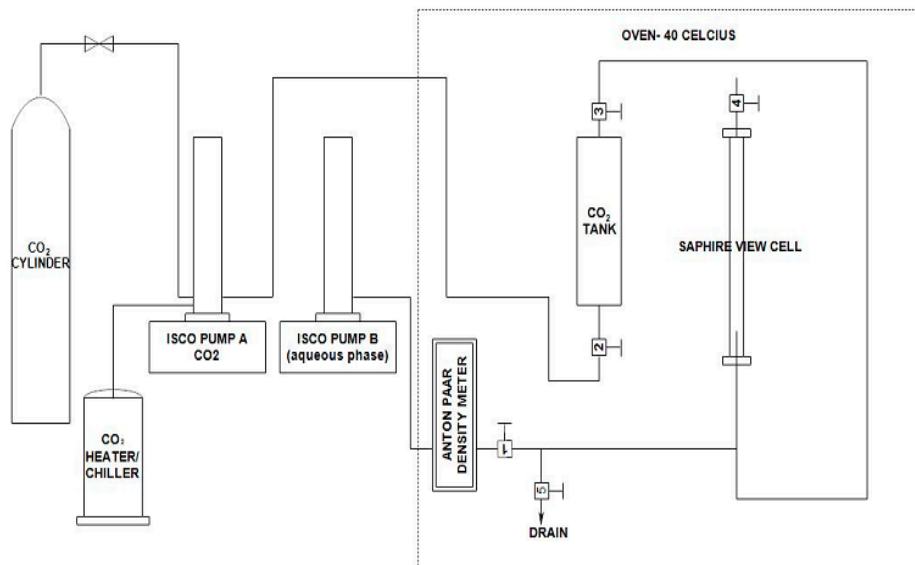 OVEN- 40 CELCIUS
3
4
CO₂
TANK
SAPHIRE VIEW CELL
CO₂
CYLINDER
ISCO PUMP A
CO2
ISCO PUMP B
(aqueous phase)
2
ANTON PAAR
DENSITY METER
1
CO₂
HEATER/
CHILLER
5
DRAIN